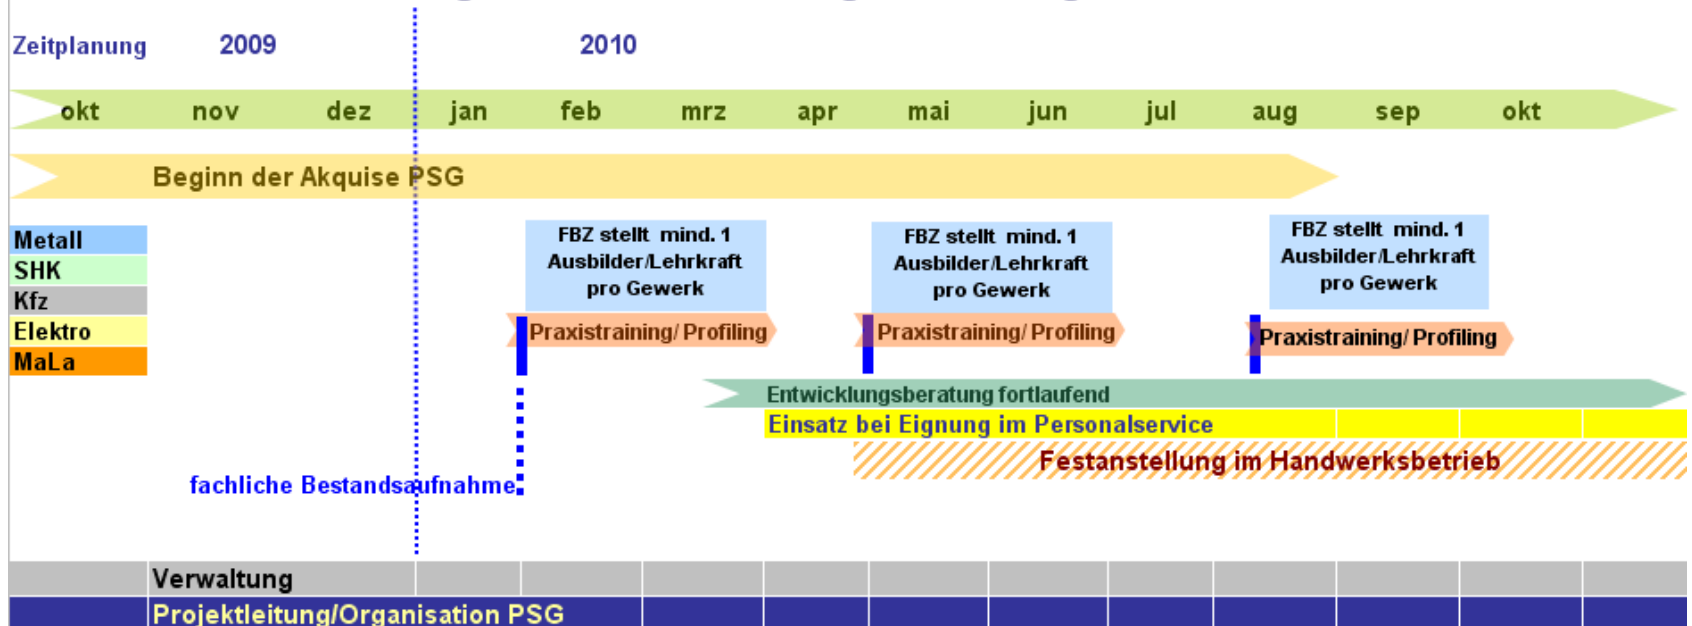 Zeitplanung 2009 2010
okt nov dez jan feb mrz apr mai jun jul aug sep okt
Beginn der Akquise PSG
Metall
SHK
Kfz
Elektro
MaLa
FBZ stellt mind. 1
Ausbilder/Lehrkraft
pro Gewerk
FBZ stellt mind. 1
Ausbilder/Lehrkraft
pro Gewerk
FBZ stellt mind. 1
Ausbilder/Lehrkraft
pro Gewerk
Praxistraining/ Profiling
Praxistraining/ Profiling
Praxistraining/ Profiling
Entwicklungsberatung fortlaufend
Einsatz bei Eignung im Personalservice
Festanstellung im Handwerksbetrieb
fachliche Bestandsaufnahme
Verwaltung
Projektleitung/Organisation PSG